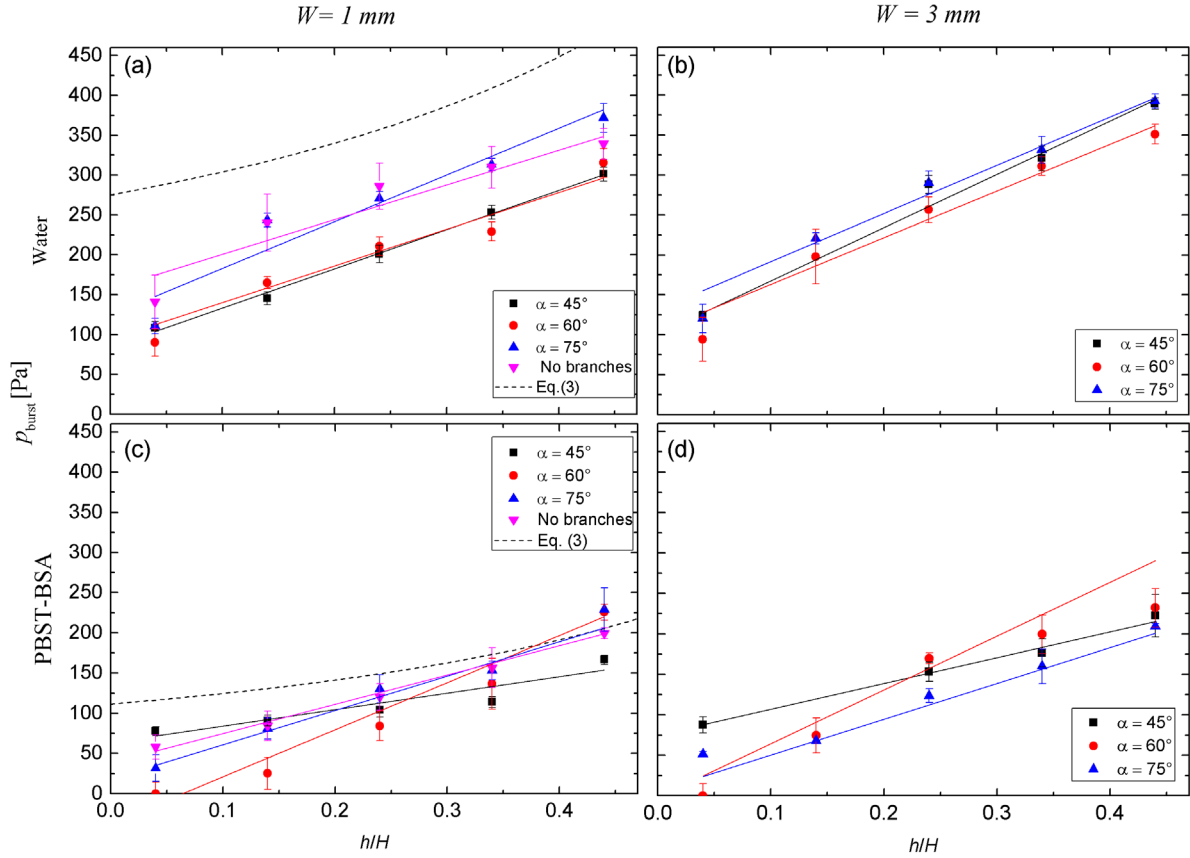 W= 1 mm
W = 3 mm
Water
PBST-BSA
p_burst [Pa]
(a)
450
400
350
300
250
200
150
100
50
0
α = 45°
α = 60°
α = 75°
No branches
Eq.(3)
(b)
α = 45°
α = 60°
α = 75°
(c)
450
400
350
300
250
200
150
100
50
0
α = 45°
α = 60°
α = 75°
No branches
Eq. (3)
0.0 0.1 0.2 0.3 0.4
h/H
(d)
α = 45°
α = 60°
α = 75°
0.0 0.1 0.2 0.3 0.4
h/H